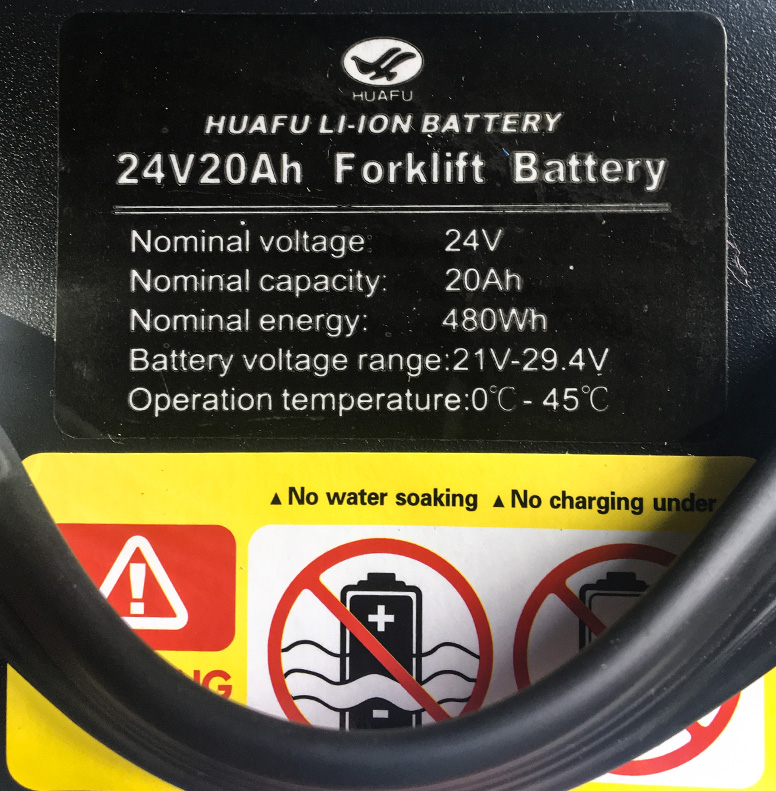 HUAFU
HUAFU LI-ION BATTERY
24V20Ah Forklift Battery
Nominal voltage 24V
Nominal capacity: 20Ah
Nominal energy: 480Wh
Battery voltage range:21V-29.4V
Operation temperature:0℃ - 45℃
▲No water soaking ▲No charging under